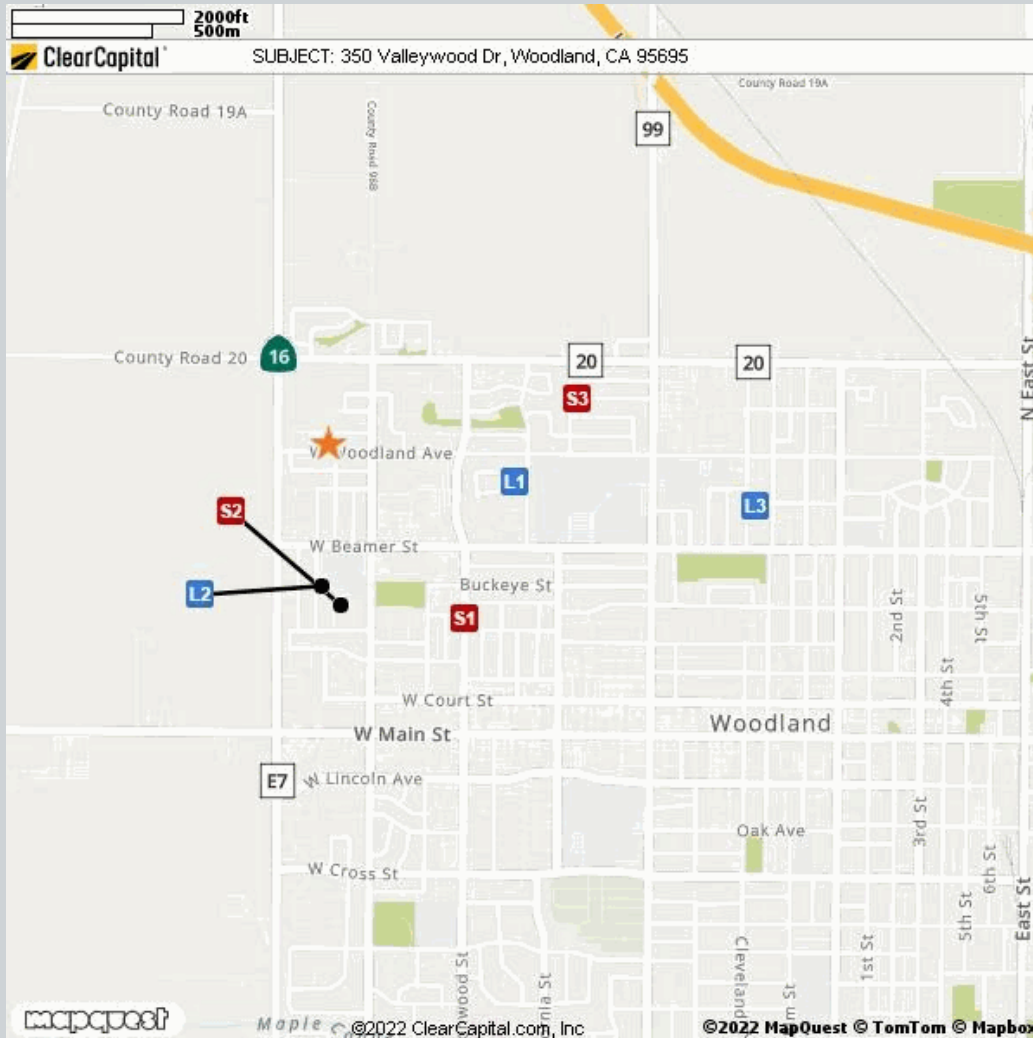 2000ft
500m
ClearCapital
SUBJECT: 350 Valleywood Dr, Woodland, CA 95695
County Road 19A
County Road 19A
County Road 98B
99
County Road 20
16
20
20
N East St
S3
W Woodland Ave
L1
L3
S2
W Beamer St
L2
Buckeye St
S1
2nd St
5th St
4th St
W Court St
Woodland
W Main St
E7
W Lincoln Ave
3rd St
Oak Ave
6th St
W Cross St
5th St
East St
1st St
Cleveland
mapquest
Maple
©2022 ClearCapital.com, Inc
©2022 MapQuest © TomTom © Mapbox